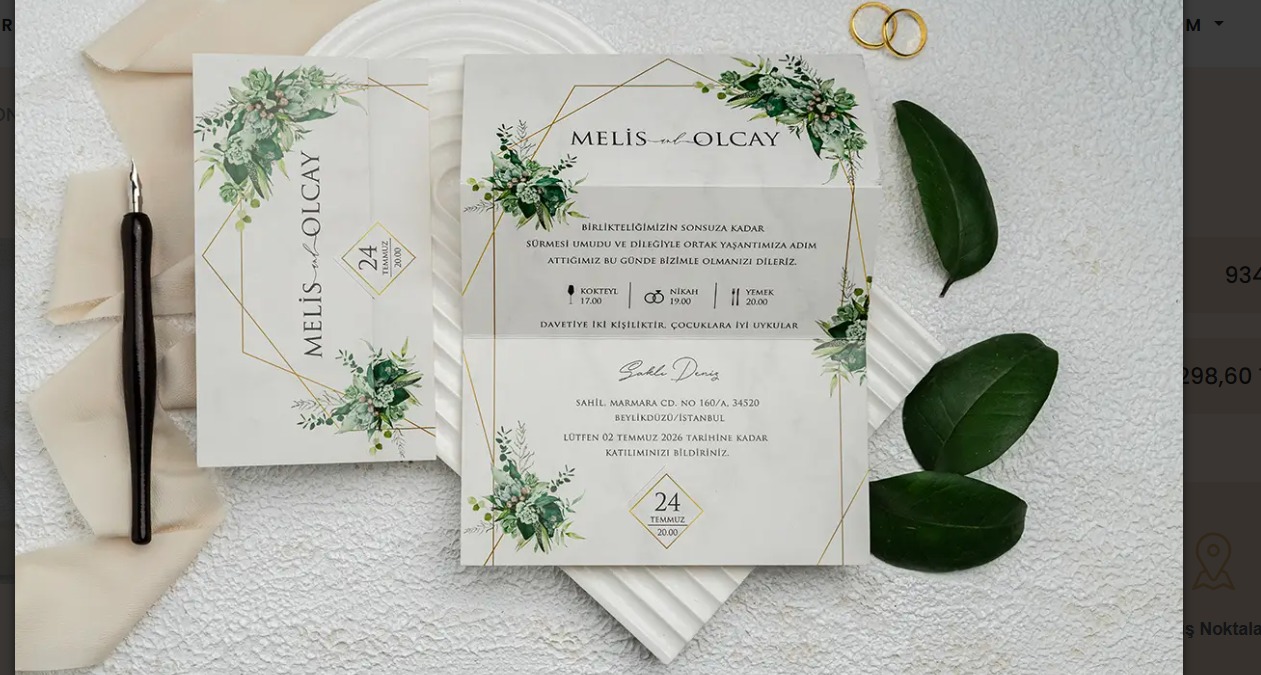 MELİS and OLCAY
24
TEMMUZ
20.00
MELİS and OLCAY
BİRLİKTELİĞİMİZİN SONSUZA KADAR
SÜRMESİ UMUDU VE DİLEĞİYLE ORTAK YAŞANTIMIZA ADIM
ATTIĞIMIZ BU GÜNDE BİZİMLE OLMANIZI DİLERİZ.
KOKTEYL NİKAH YEMEK
17.00 19.00 20.00
DAVETİYE İKİ KİŞİLİKTİR, ÇOCUKLARA İYİ UYKULAR
Saklı Deniz
SAHİL, MARMARA CD. NO 160/A, 34520
BEYLİKDÜZÜ/İSTANBUL
LÜTFEN 02 TEMMUZ 2026 TARİHİNE KADAR
KATILIMINIZI BİLDİRİNİZ.
24
TEMMUZ
20.00
M
934
298,60
ş Noktala